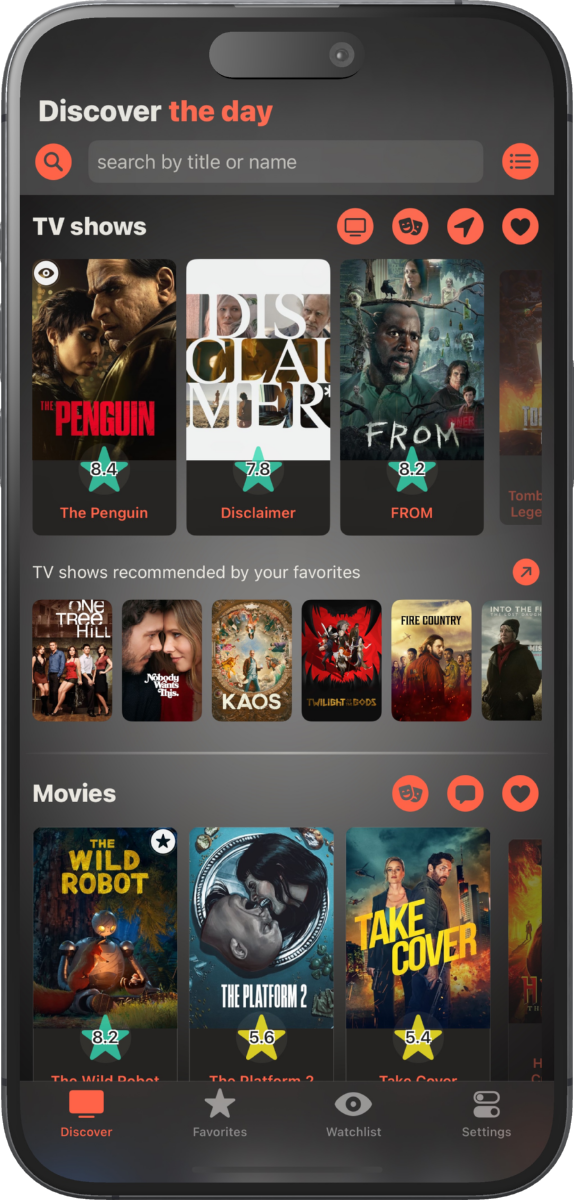 Discover the day
search by title or name
TV shows
THE PENGUIN
DIS
CLAI
MER*
FROM
8.4
7.8
8.2
The Penguin
Disclaimer
FROM
Tomb
Lege
TV shows recommended by your favorites
ONE
TREE
HILL
Nobody
Wants
This.
KAOS
TWILIGHT OF THE GODS
FIRE COUNTRY
INTO THE FI
Movies
THE
WILD
ROBOT
THE PLATFORM 2
TAKE
COVER
H
8.2
5.6
5.4
The Wild Robot
The Platform 2
Take Cover
H
C
Discover
Favorites
Watchlist
Settings